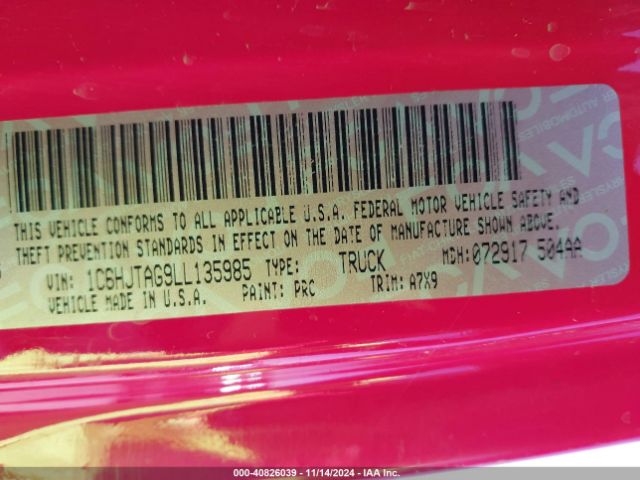 THIS VEHICLE CONFORMS TO ALL APPLICABLE U.S.A. FEDERAL MOTOR VEHICLE SAFETY AND
THEFT PREVENTION STANDARDS IN EFFECT ON THE DATE OF MANUFACTURE SHOWN ABOVE.
VIN: 1C6HJTAG9LL135985 TYPE: TRUCK MDH: 072917 504AA
VEHICLE MADE IN U.S.A. PAINT: PRC TRIM: A7X9
000-40826039 - 11/14/2024 - IAA Inc.